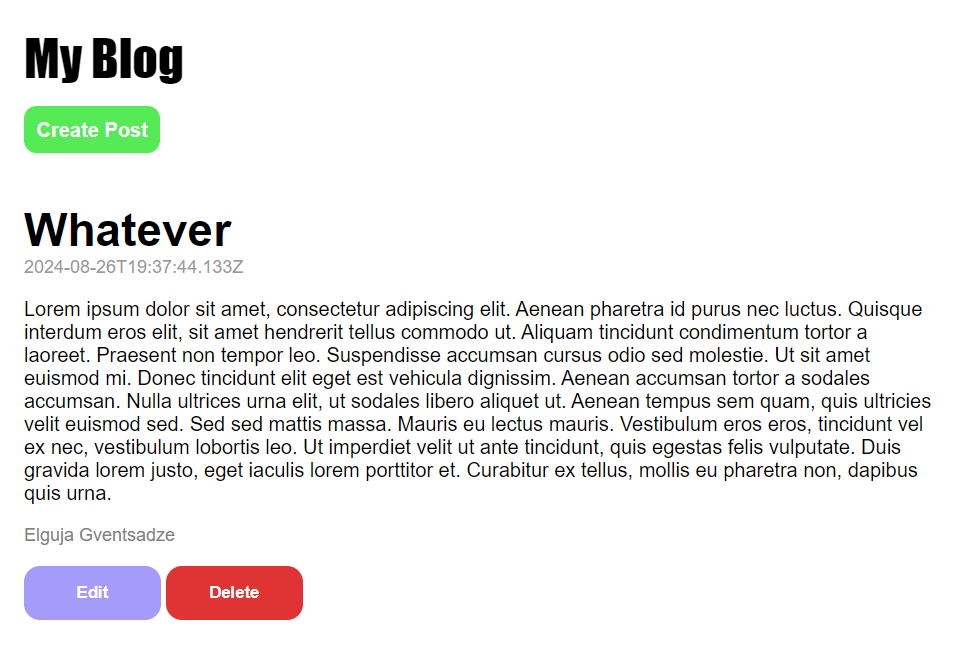 My Blog
Create Post
Whatever
2024-08-26T19:37:44.133Z
Lorem ipsum dolor sit amet, consectetur adipiscing elit. Aenean pharetra id purus nec luctus. Quisque
interdum eros elit, sit amet hendrerit tellus commodo ut. Aliquam tincidunt condimentum tortor a
laoreet. Praesent non tempor leo. Suspendisse accumsan cursus odio sed molestie. Ut sit amet
euismod mi. Donec tincidunt elit eget est vehicula dignissim. Aenean accumsan tortor a sodales
accumsan. Nulla ultrices urna elit, ut sodales libero aliquet ut. Aenean tempus sem quam, quis ultricies
velit euismod sed. Sed sed mattis massa. Mauris eu lectus mauris. Vestibulum eros eros, tincidunt vel
ex nec, vestibulum lobortis leo. Ut imperdiet velit ut ante tincidunt, quis egestas felis vulputate. Duis
gravida lorem justo, eget iaculis lorem porttitor et. Curabitur ex tellus, mollis eu pharetra non, dapibus
quis urna.
Elguja Gventsadze
Edit Delete